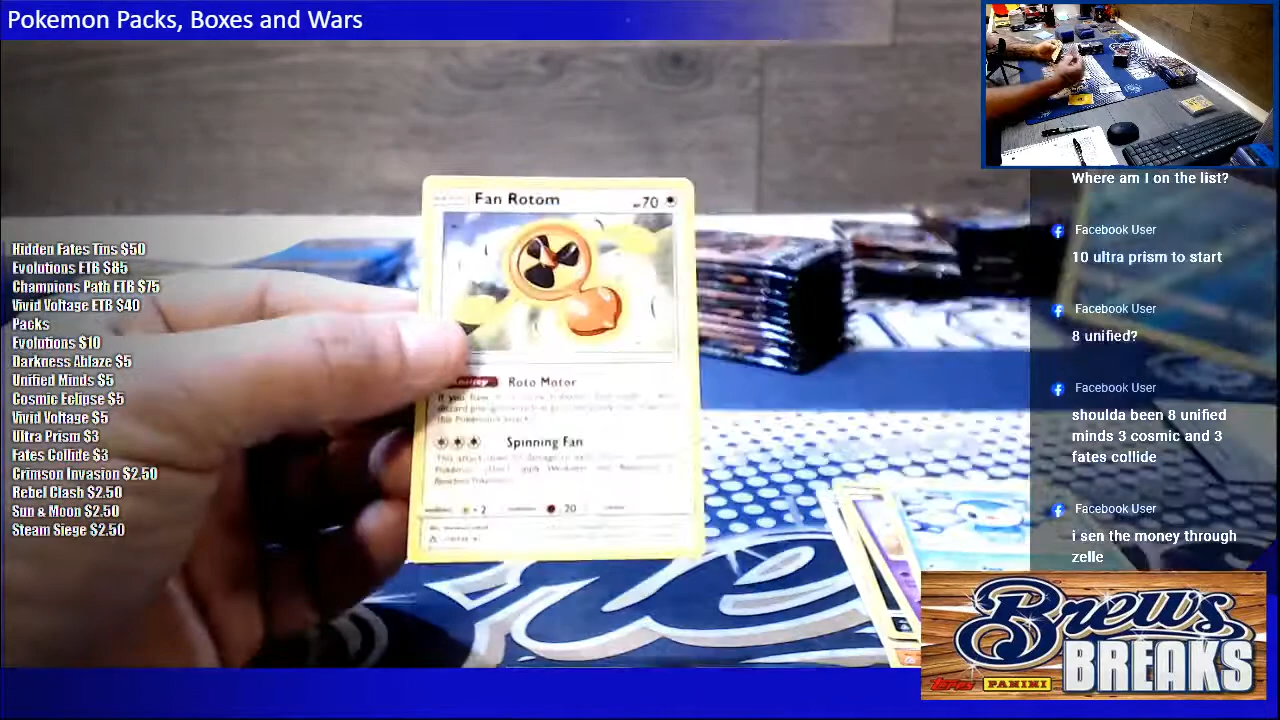 Pokemon Packs, Boxes and Wars
Hidden Fates Tins $50
Evolutions ETB $85
Champions Path ETB $75
Vivid Voltage ETB $40
Packs
Evolutions $10
Darkness Ablaze $5
Unified Minds $5
Cosmic Eclipse $5
Vivid Voltage $5
Ultra Prism $3
Fates Collide $3
Crimson Invasion $2.50
Rebel Clash $2.50
Sun & Moon $2.50
Steam Siege $2.50
Fan Rotom
70
Roto Motor
Spinning Fan
20
Where am I on the list?
Facebook User
10 ultra prism to start
Facebook User
8 unified?
Facebook User
shoulda been 8 unified
minds 3 cosmic and 3
fates collide
Facebook User
i sen the money through
zelle
Brews
BREAKS
Topps
PANINI